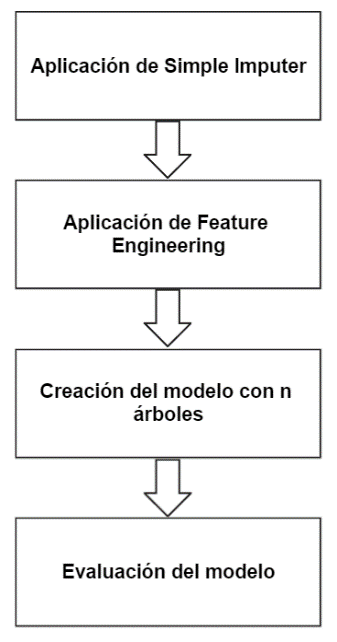 Aplicación de Simple Imputer
Aplicación de Feature
Engineering
Creación del modelo con n
árboles
Evaluación del modelo